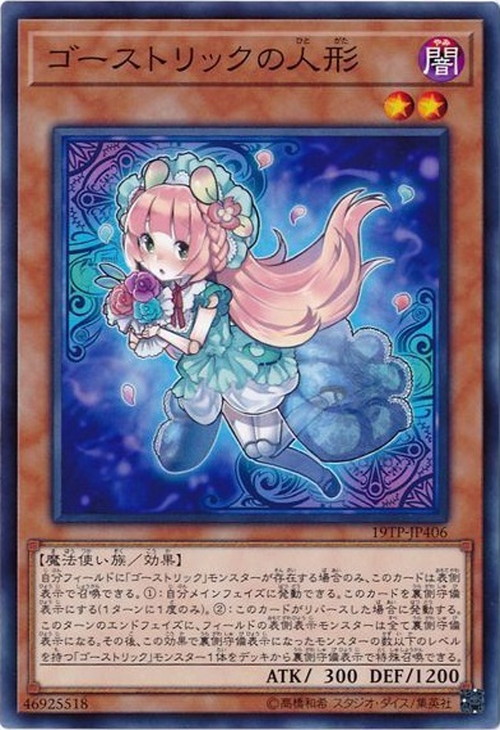 ゴーストリックの人形
闇
19TP-JP406
【魔法使い族／効果】
自分フィールドに「ゴーストリック」モンスターが存在する場合のみ、このカードは表側
表示で召喚できる。①：自分メインフェイズに発動できる。このカードを裏側守備
表示にする(１ターンに１度のみ)。②：このカードがリバースした場合に発動する。
このターンのエンドフェイズに、フィールドの表側表示モンスターは全て裏側守備
表示になる。その後、この効果で裏側守備表示になったモンスターの数以下のレベル
を持つ「ゴーストリック」モンスター１体をデッキから裏側守備表示で特殊召喚できる。
ATK/ 300 DEF/1200
46925518
©高橋和希 スタジオ・ダイス/集英社